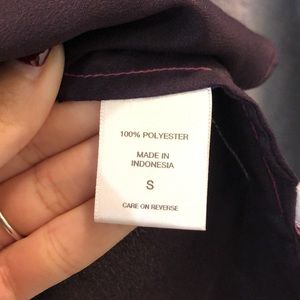 100% POLYESTER
MADE IN
INDONESIA
S
CARE ON REVERSE